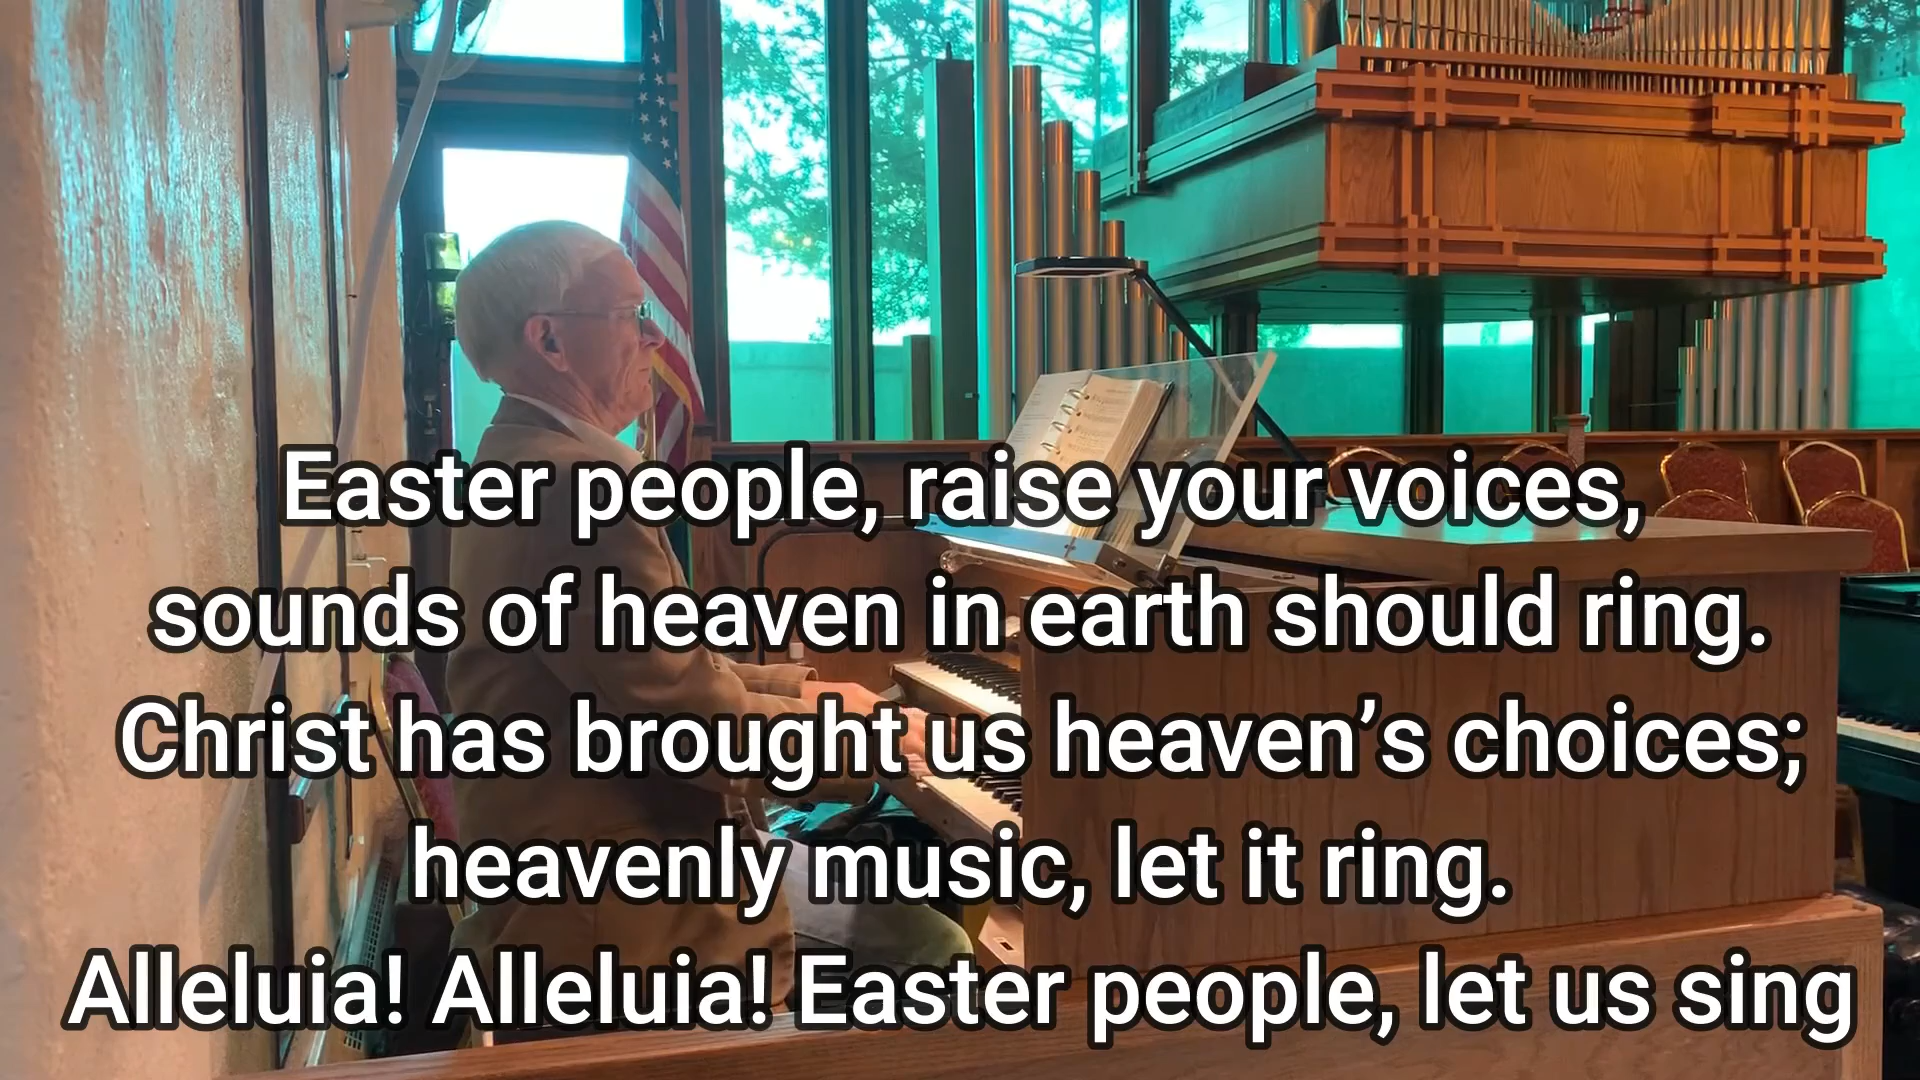 Easter people, raise your voices,
sounds of heaven in earth should ring.
Christ has brought us heaven’s choices;
heavenly music, let it ring.
Alleluia! Alleluia! Easter people, let us sing